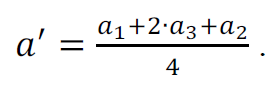 a′ = (a₁+2·a₃+a₂)/4 .